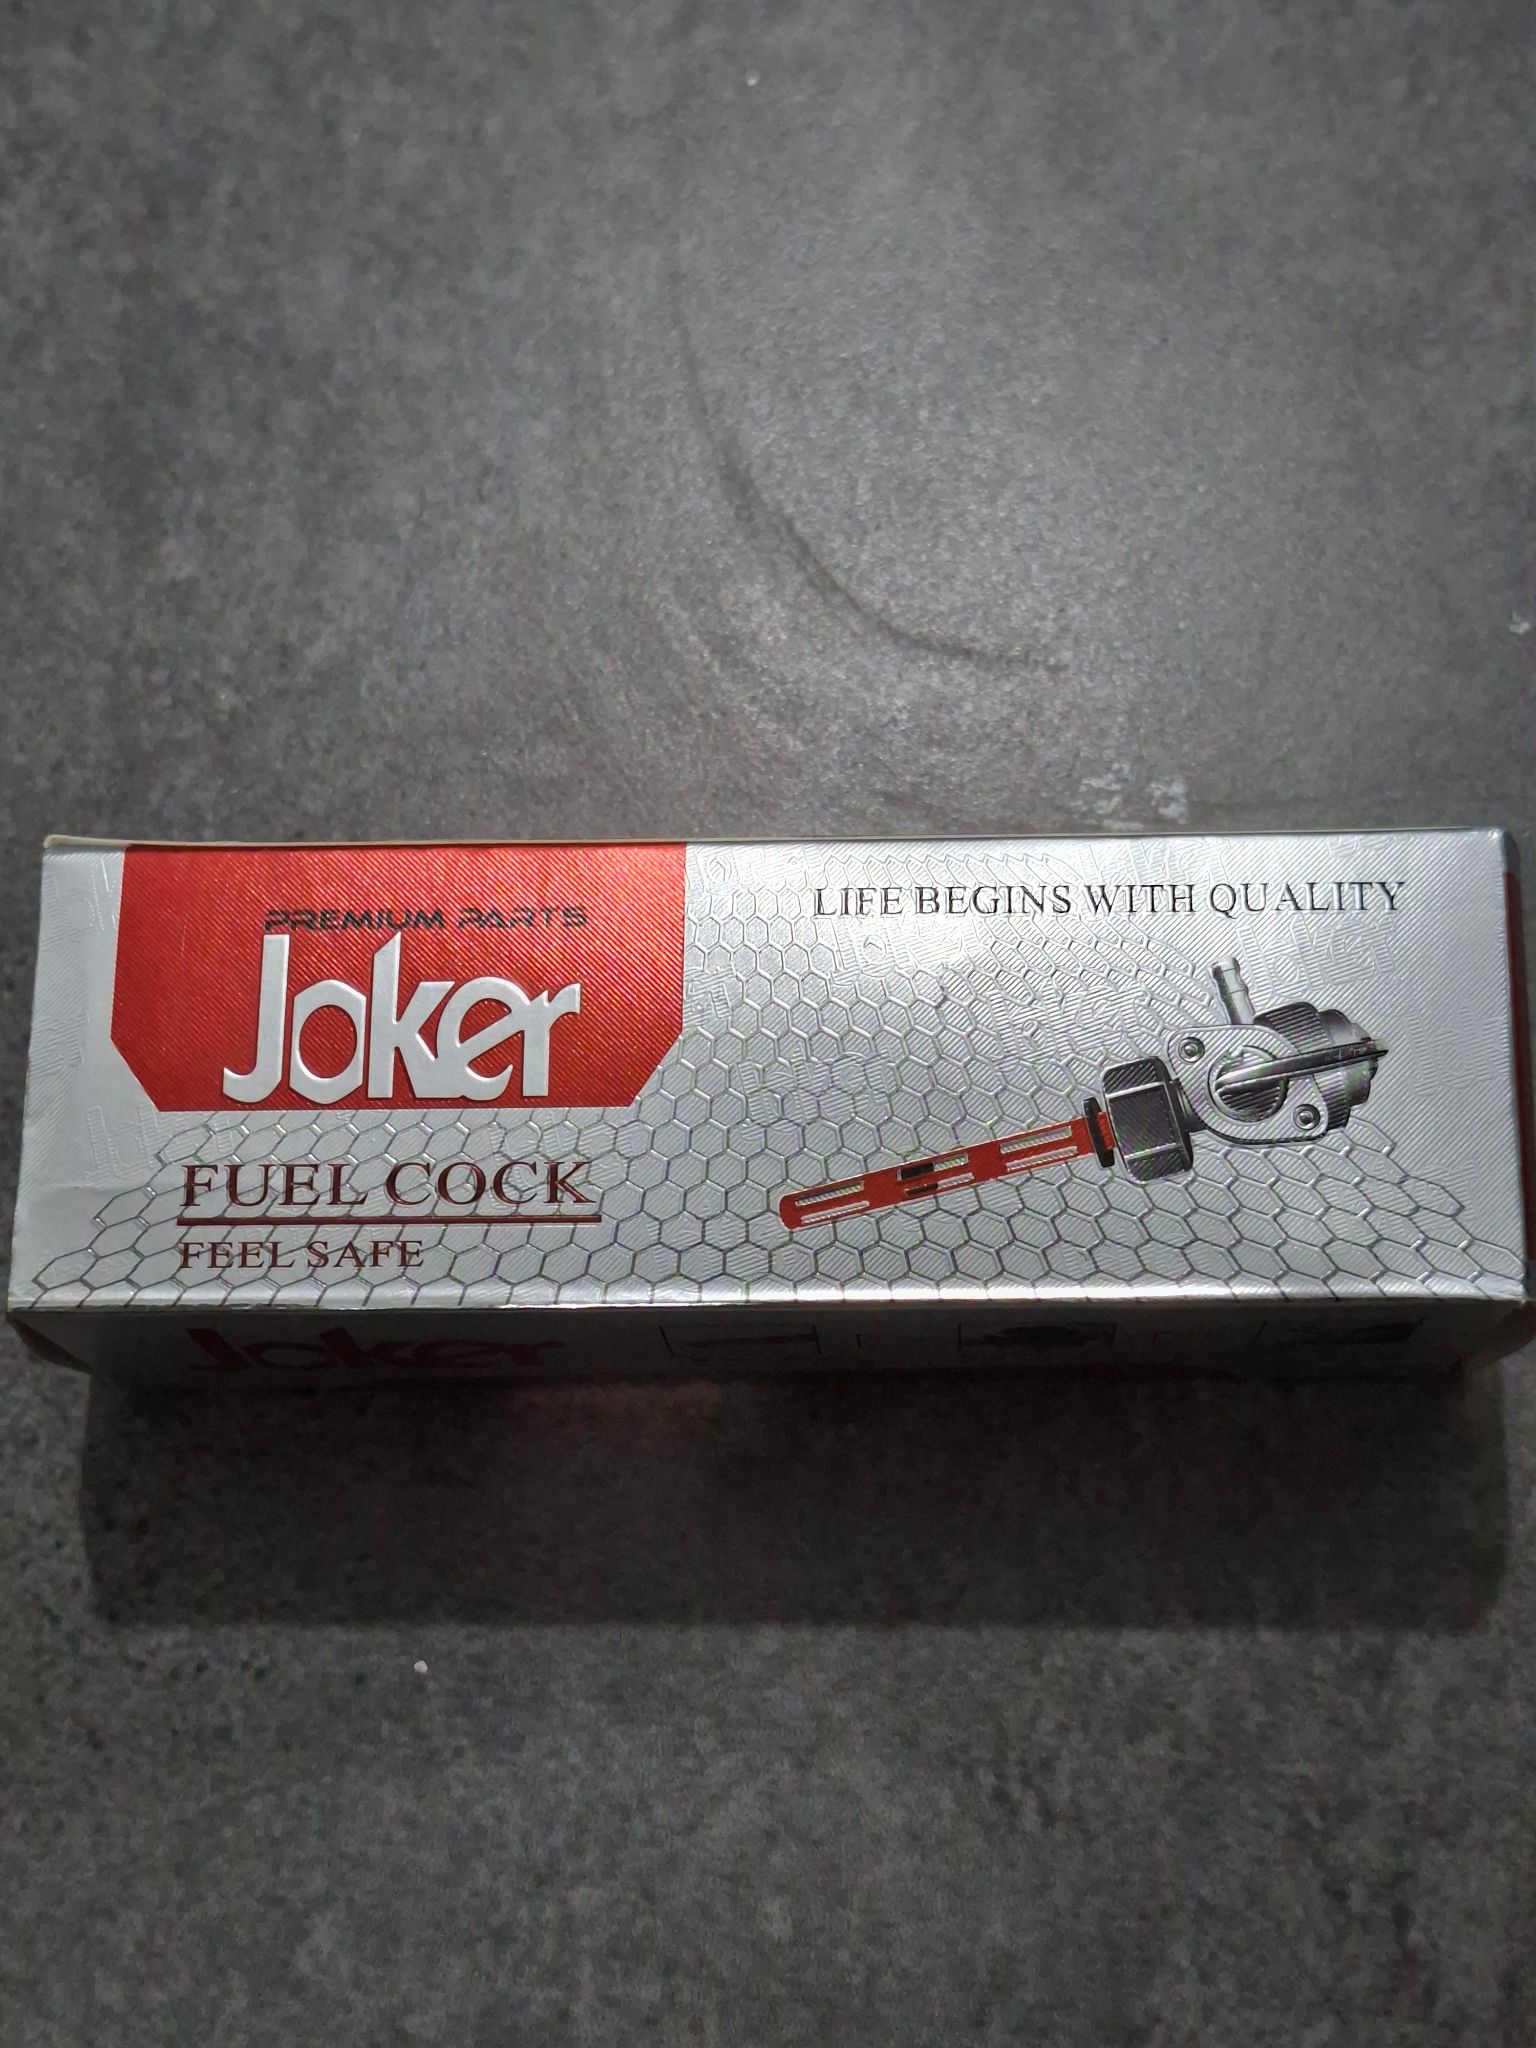 PREMIUM PARTS
Joker
LIFE BEGINS WITH QUALITY
FUEL COCK
FEEL SAFE
Joker